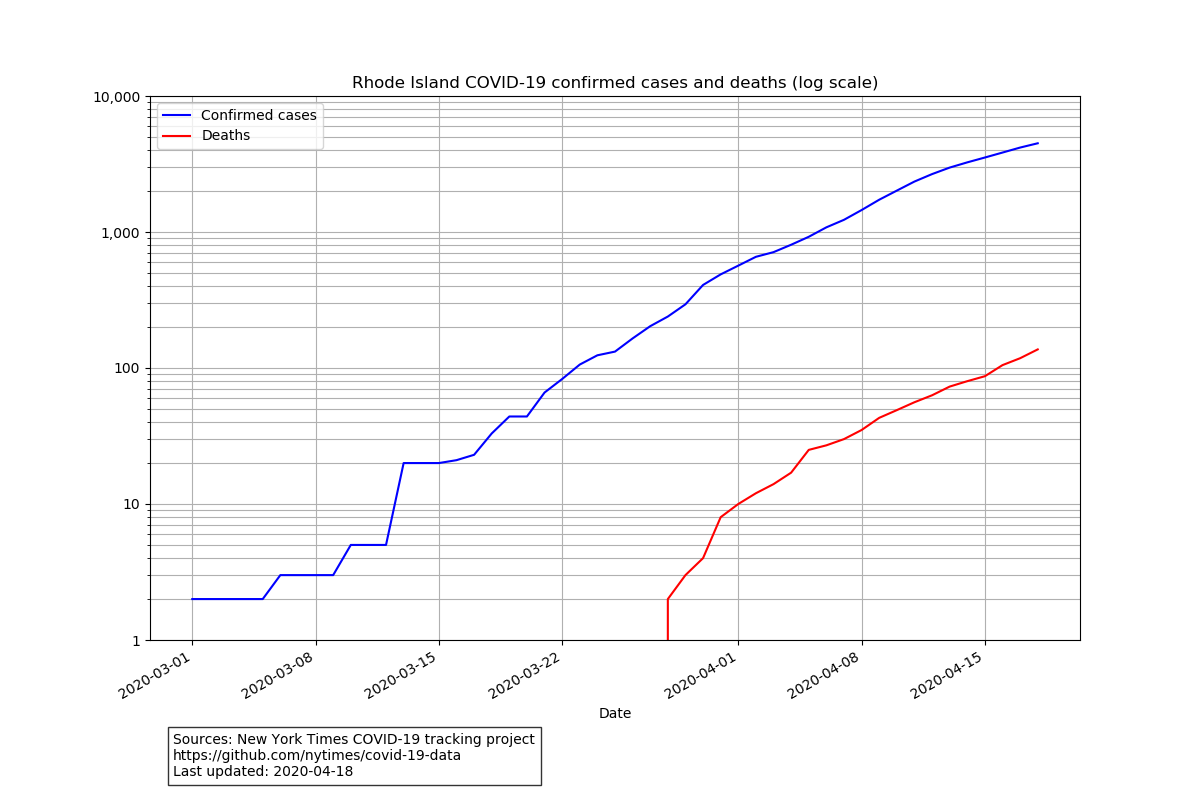 Rhode Island COVID-19 confirmed cases and deaths (log scale)
10,000
1,000
100
10
1
Confirmed cases
Deaths
2020-03-01
2020-03-08
2020-03-15
2020-03-22
2020-04-01
2020-04-08
2020-04-15
Date
Sources: New York Times COVID-19 tracking project
https://github.com/nytimes/covid-19-data
Last updated: 2020-04-18